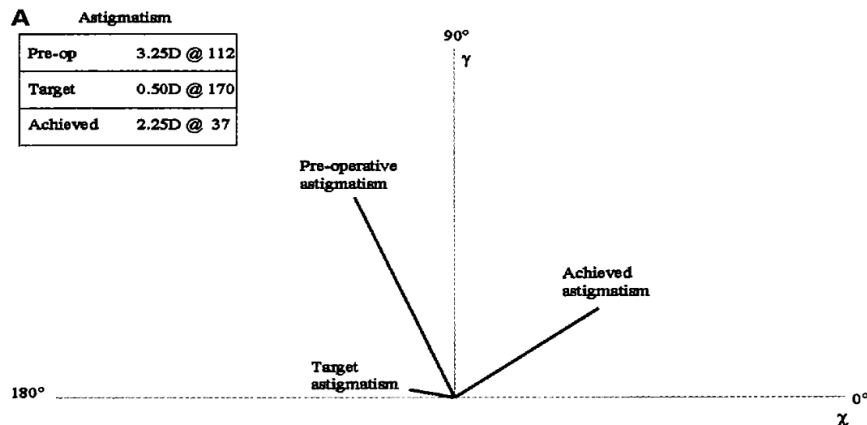 A
Astigmatism
Pre-op 3.25D @ 112
Target 0.50D @ 170
Achieved 2.25D @ 37
90°
γ
Pre-operative
astigmatism
Achieved
astigmatism
Target
astigmatism
180°
0°
χ